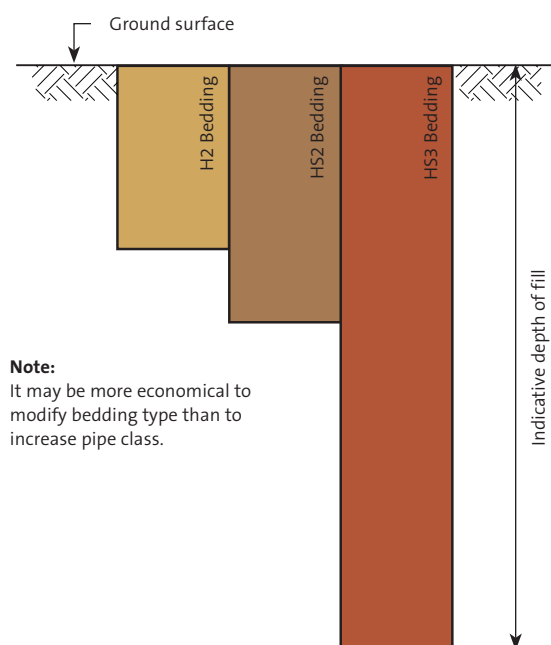 Ground surface
H2 Bedding
HS2 Bedding
HS3 Bedding
Indicative depth of fill
Note:
It may be more economical to
modify bedding type than to
increase pipe class.